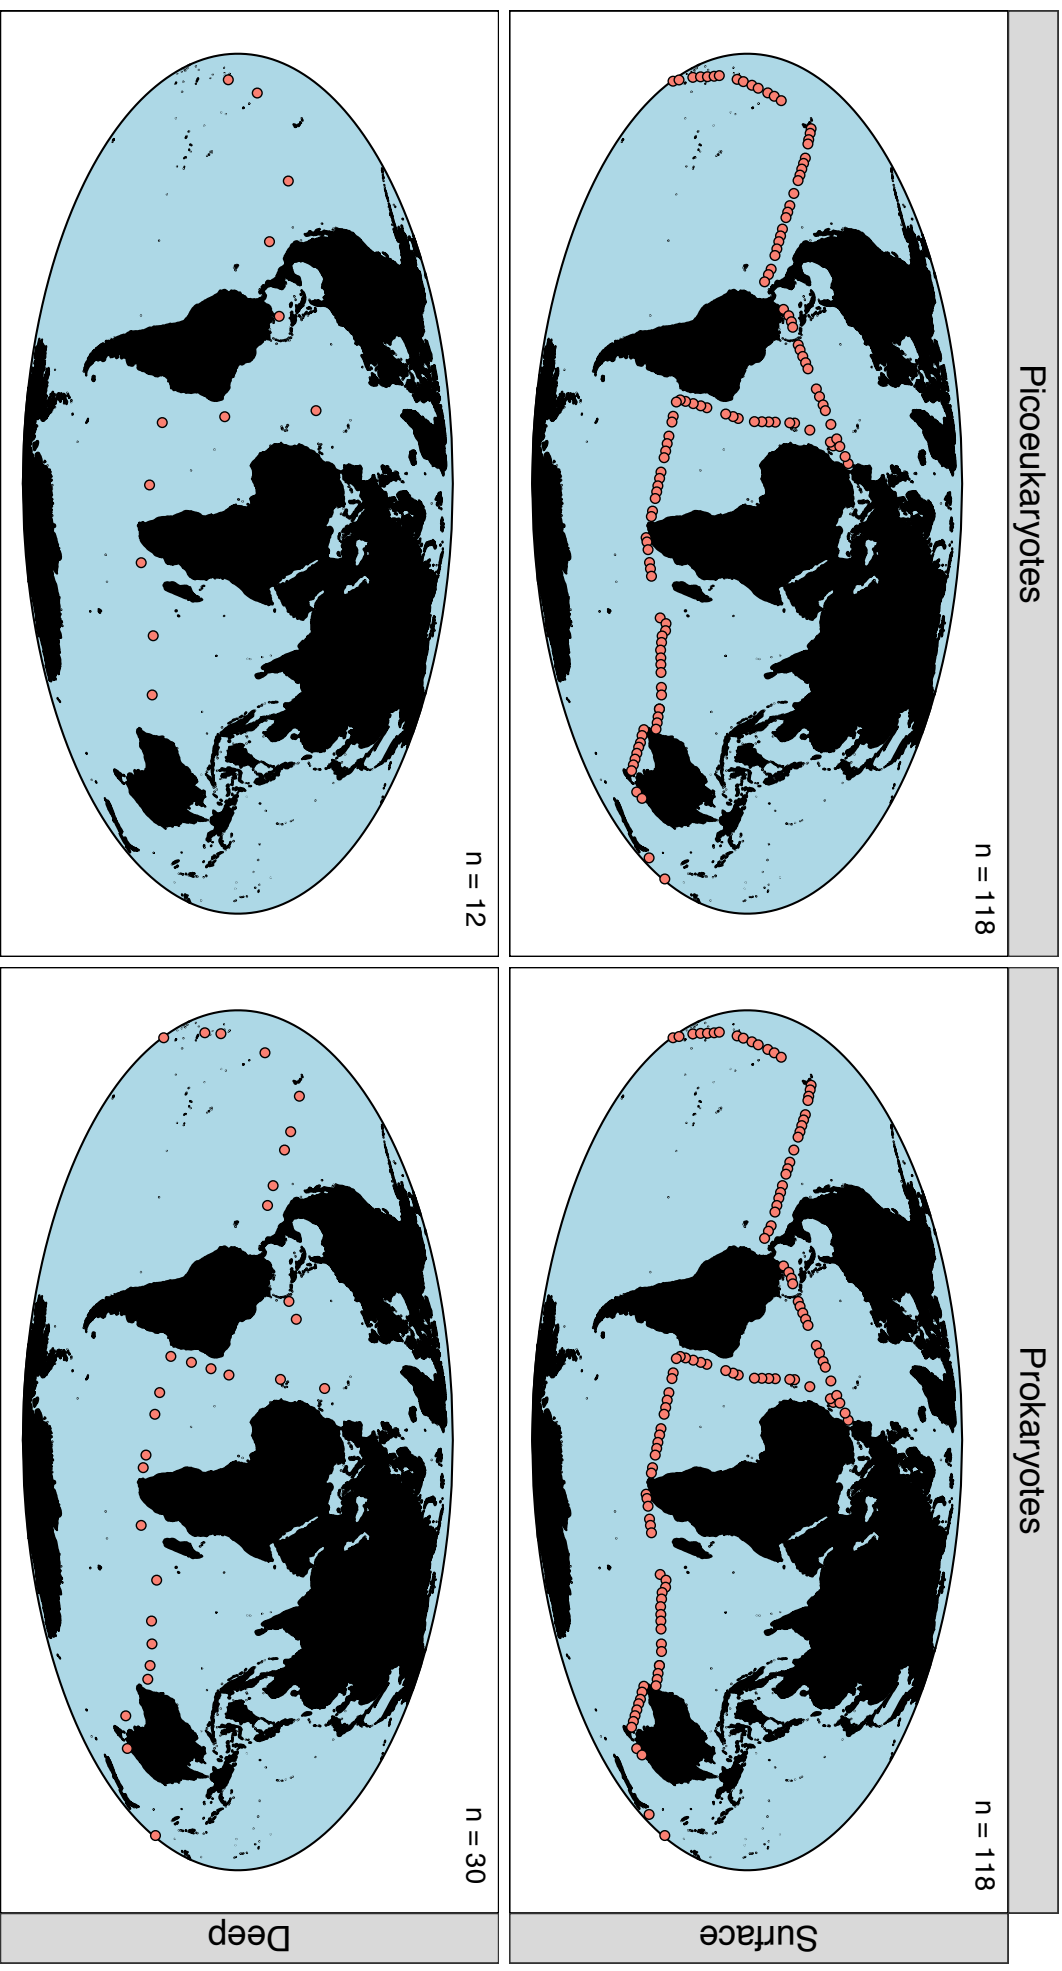 Picoeukaryotes
Prokaryotes
n = 118
n = 118
Surface
n = 12
n = 30
Deep